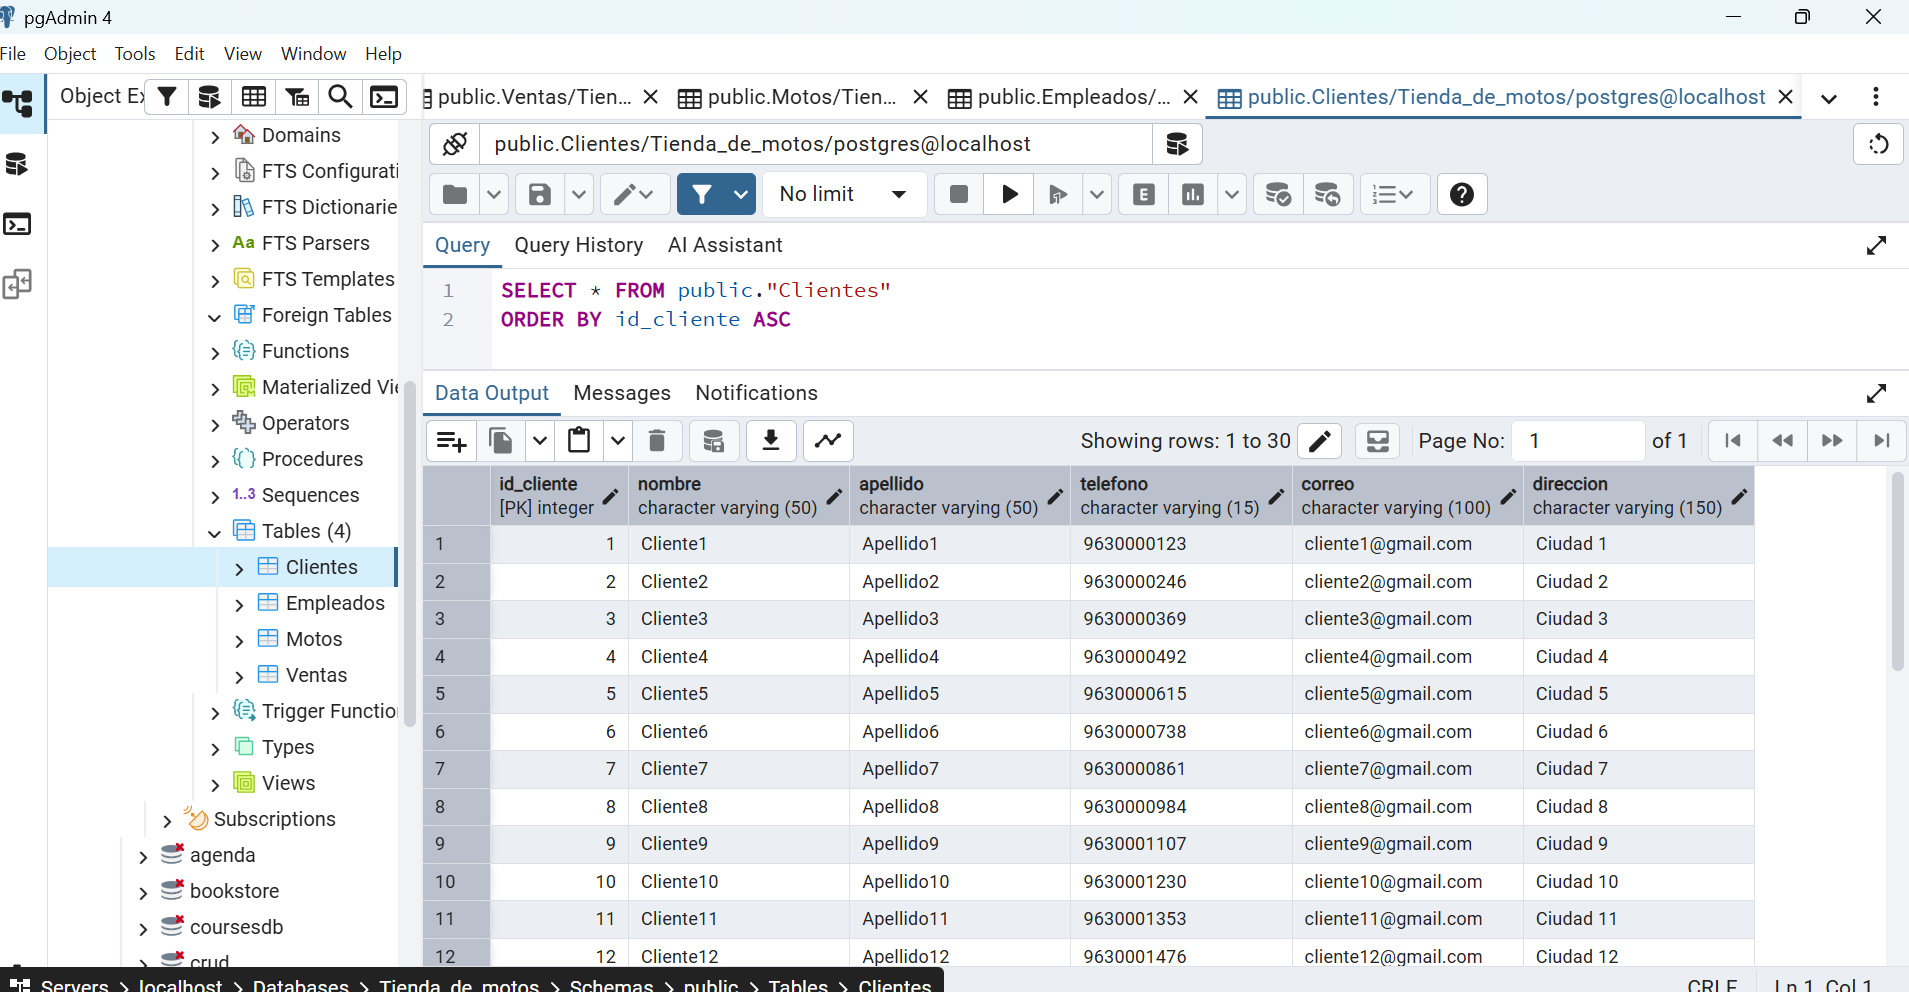 pgAdmin 4
File Object Tools Edit View Window Help
Object Ex
public.Ventas/Tien...
public.Motos/Tien...
public.Empleados/...
public.Clientes/Tienda_de_motos/postgres@localhost
public.Clientes/Tienda_de_motos/postgres@localhost
No limit
E
Query Query History AI Assistant
1 SELECT * FROM public."Clientes"
2 ORDER BY id_cliente ASC
Domains
FTS Configurati
FTS Dictionarie
Aa FTS Parsers
FTS Templates
Foreign Tables
Functions
Materialized Vie
Operators
Procedures
1..3 Sequences
Tables (4)
Clientes
Empleados
Motos
Ventas
Trigger Functio
Types
Views
Subscriptions
agenda
bookstore
coursesdb
crud
Data Output Messages Notifications
Showing rows: 1 to 30 Page No: 1 of 1
id_cliente nombre apellido telefono correo direccion
[PK] integer character varying (50) character varying (50) character varying (15) character varying (100) character varying (150)
1 1 Cliente1 Apellido1 9630000123 cliente1@gmail.com Ciudad 1
2 2 Cliente2 Apellido2 9630000246 cliente2@gmail.com Ciudad 2
3 3 Cliente3 Apellido3 9630000369 cliente3@gmail.com Ciudad 3
4 4 Cliente4 Apellido4 9630000492 cliente4@gmail.com Ciudad 4
5 5 Cliente5 Apellido5 9630000615 cliente5@gmail.com Ciudad 5
6 6 Cliente6 Apellido6 9630000738 cliente6@gmail.com Ciudad 6
7 7 Cliente7 Apellido7 9630000861 cliente7@gmail.com Ciudad 7
8 8 Cliente8 Apellido8 9630000984 cliente8@gmail.com Ciudad 8
9 9 Cliente9 Apellido9 9630001107 cliente9@gmail.com Ciudad 9
10 10 Cliente10 Apellido10 9630001230 cliente10@gmail.com Ciudad 10
11 11 Cliente11 Apellido11 9630001353 cliente11@gmail.com Ciudad 11
12 12 Cliente12 Apellido12 9630001476 cliente12@gmail.com Ciudad 12
Servers > localhost > Databases > Tienda_de_motos > Schemas > public > Tables > Clientes
CRLF Ln 1, Col 1